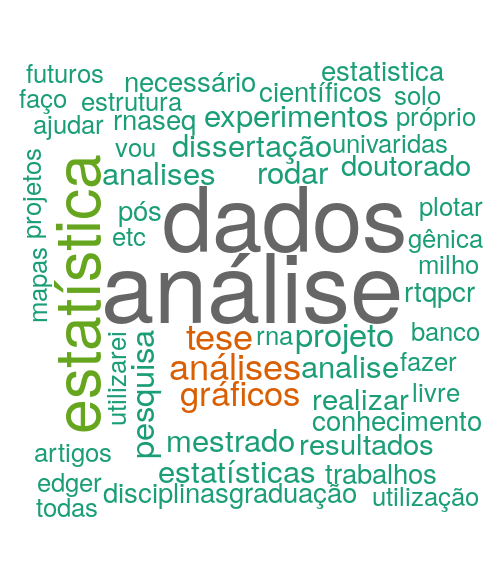 futuros
necessário
estatistica
faço
estrutura
científicos
solo
ajudar
rnaseq
experimentos
próprio
vou
dissertação
univaridas
analises
rodar
doutorado
projetos
estatística
pós
dados
plotar
etc
gênica
mapas
análise
milho
rtqpcr
utilizarei
pesquisa
tese
rna
projeto
banco
análises
analise
fazer
gráficos
realizar
livre
conhecimento
mestrado
resultados
artigos
estatísticas
trabalhos
edger
disciplinas
graduação
utilização
todas